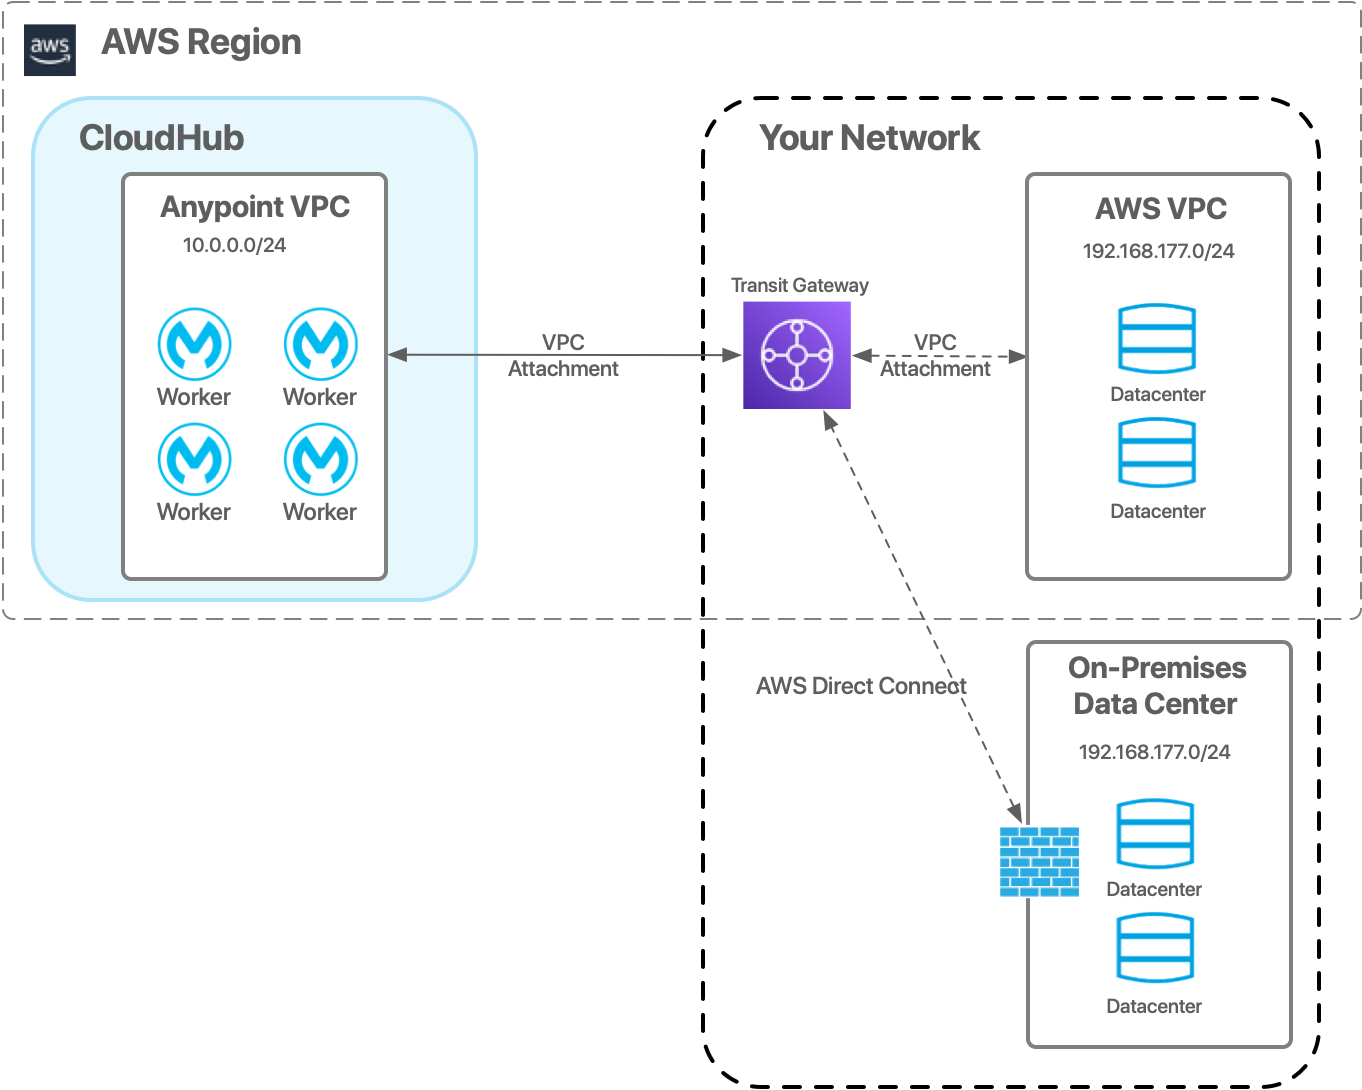 aws
AWS Region
CloudHub
Anypoint VPC
10.0.0.0/24
Worker
Worker
Worker
Worker
VPC
Attachment
Your Network
Transit Gateway
VPC
Attachment
AWS VPC
192.168.177.0/24
Datacenter
Datacenter
AWS Direct Connect
On-Premises
Data Center
192.168.177.0/24
Datacenter
Datacenter